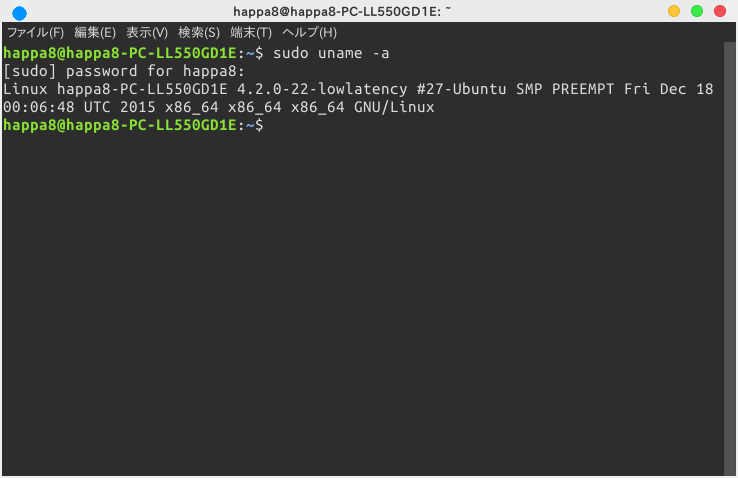 happa8@happa8-PC-LL550GD1E: ~
ファイル(F) 編集(E) 表示(V) 検索(S) 端末(T) ヘルプ(H)
happa8@happa8-PC-LL550GD1E:~$ sudo uname -a
[sudo] password for happa8:
Linux happa8-PC-LL550GD1E 4.2.0-22-lowlatency #27-Ubuntu SMP PREEMPT Fri Dec 18
00:06:48 UTC 2015 x86_64 x86_64 x86_64 GNU/Linux
happa8@happa8-PC-LL550GD1E:~$